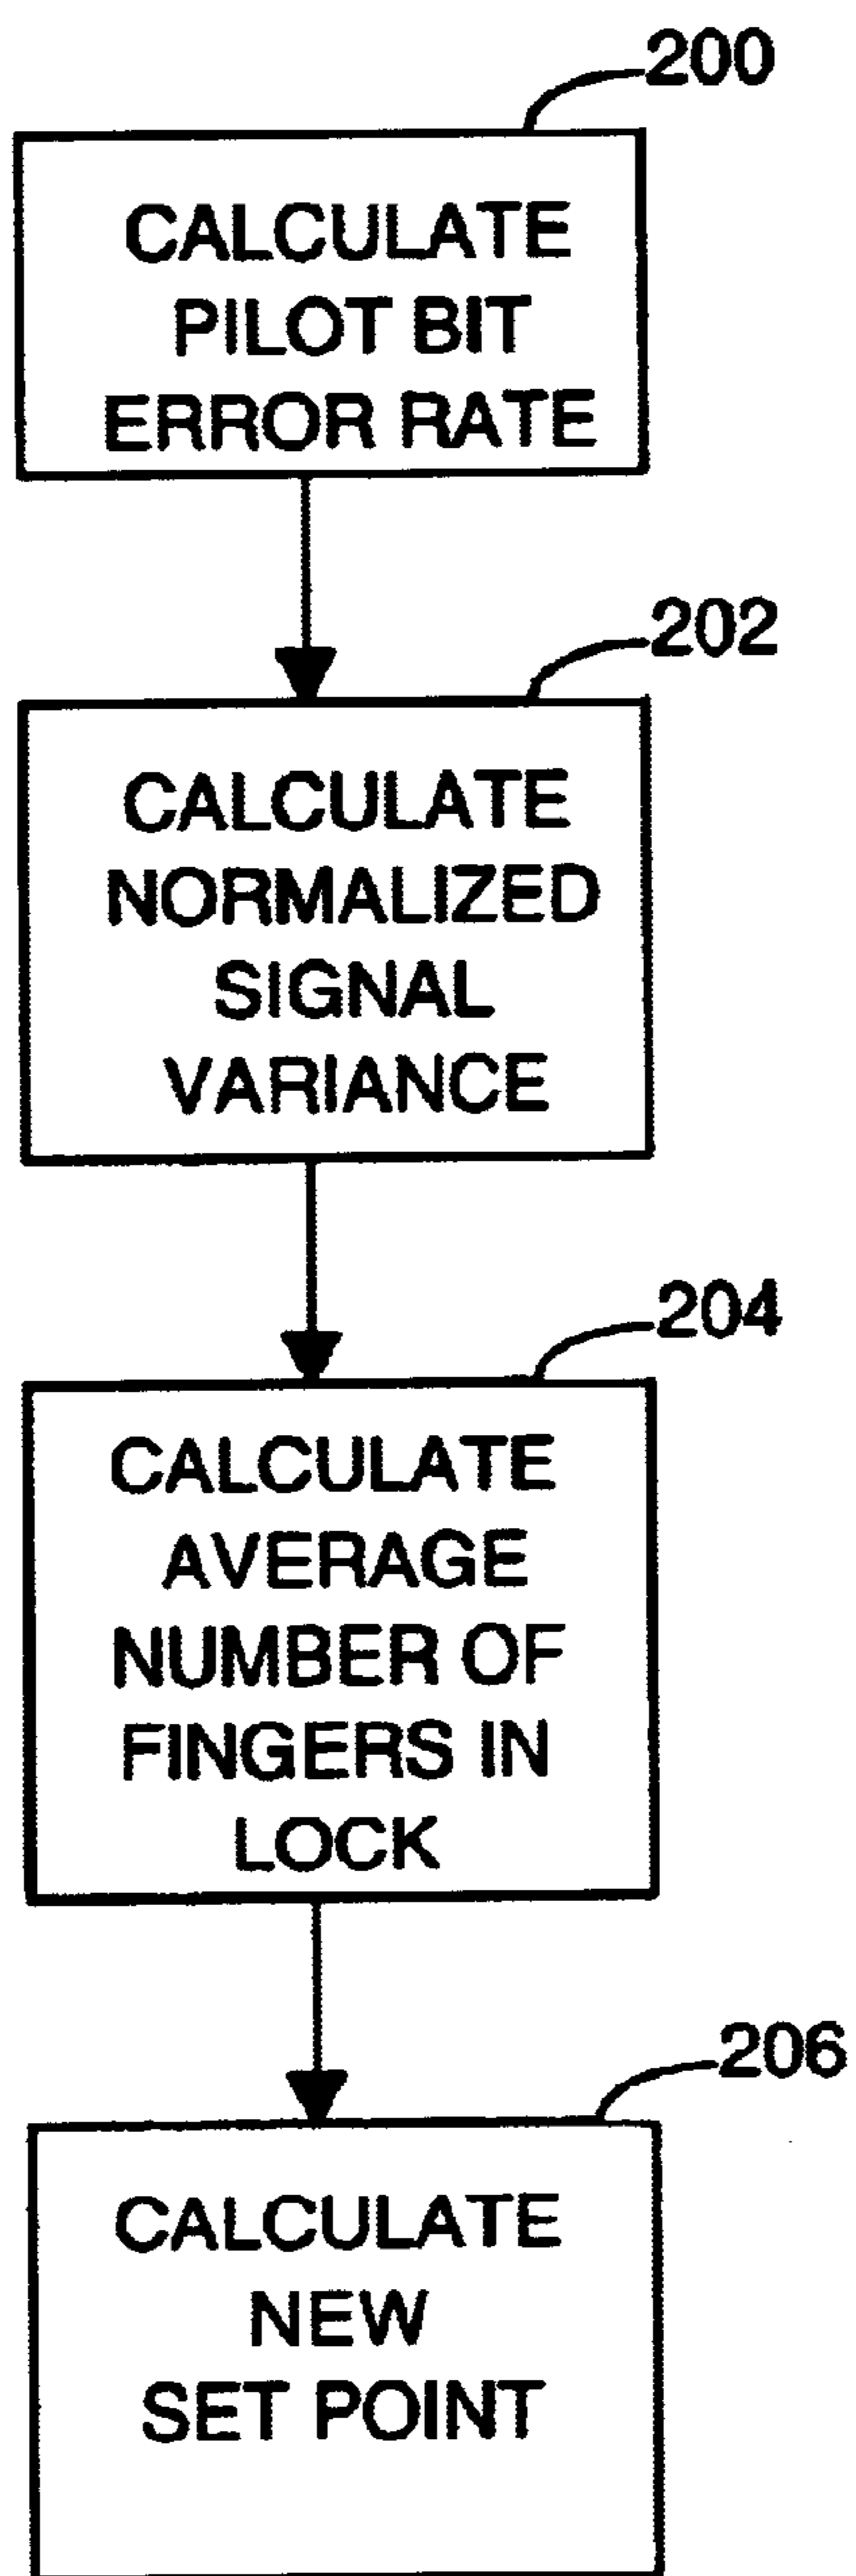 200
CALCULATE
PILOT BIT
ERROR RATE
202
CALCULATE
NORMALIZED
SIGNAL
VARIANCE
204
CALCULATE
AVERAGE
NUMBER OF
FINGERS IN
LOCK
206
CALCULATE
NEW
SET POINT